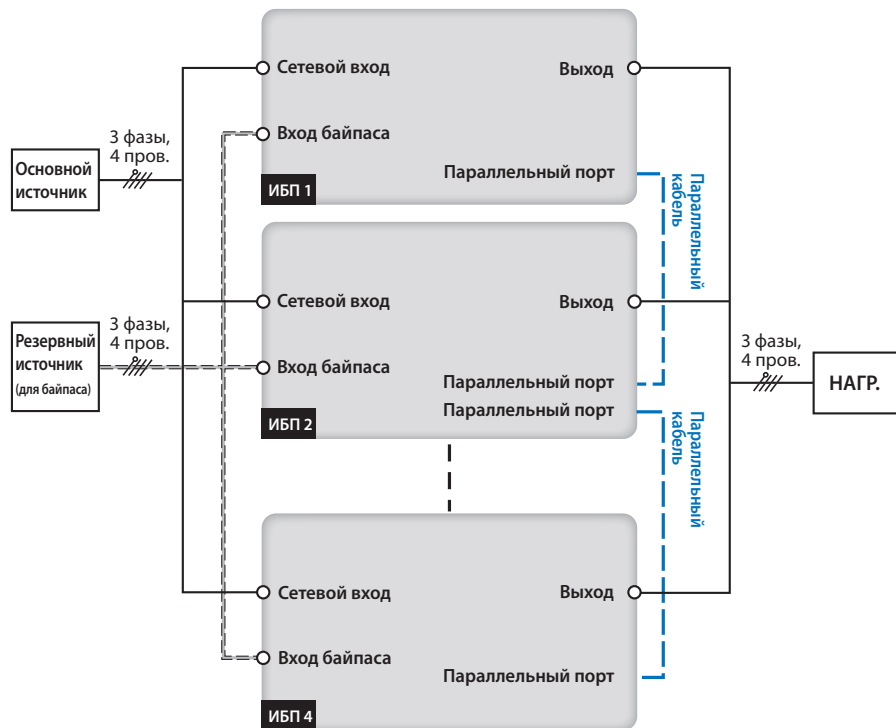 Сетевой вход
Выход
Вход байпаса
Параллельный порт
ИБП 1
3 фазы,
4 пров.
Основной
источник
Параллельный
кабель
Сетевой вход
Выход
Вход байпаса
Параллельный порт
Параллельный порт
ИБП 2
3 фазы,
4 пров.
Резервный
источник
(для байпаса)
3 фазы,
4 пров.
НАГР.
Параллельный
кабель
Сетевой вход
Выход
Вход байпаса
Параллельный порт
ИБП 4